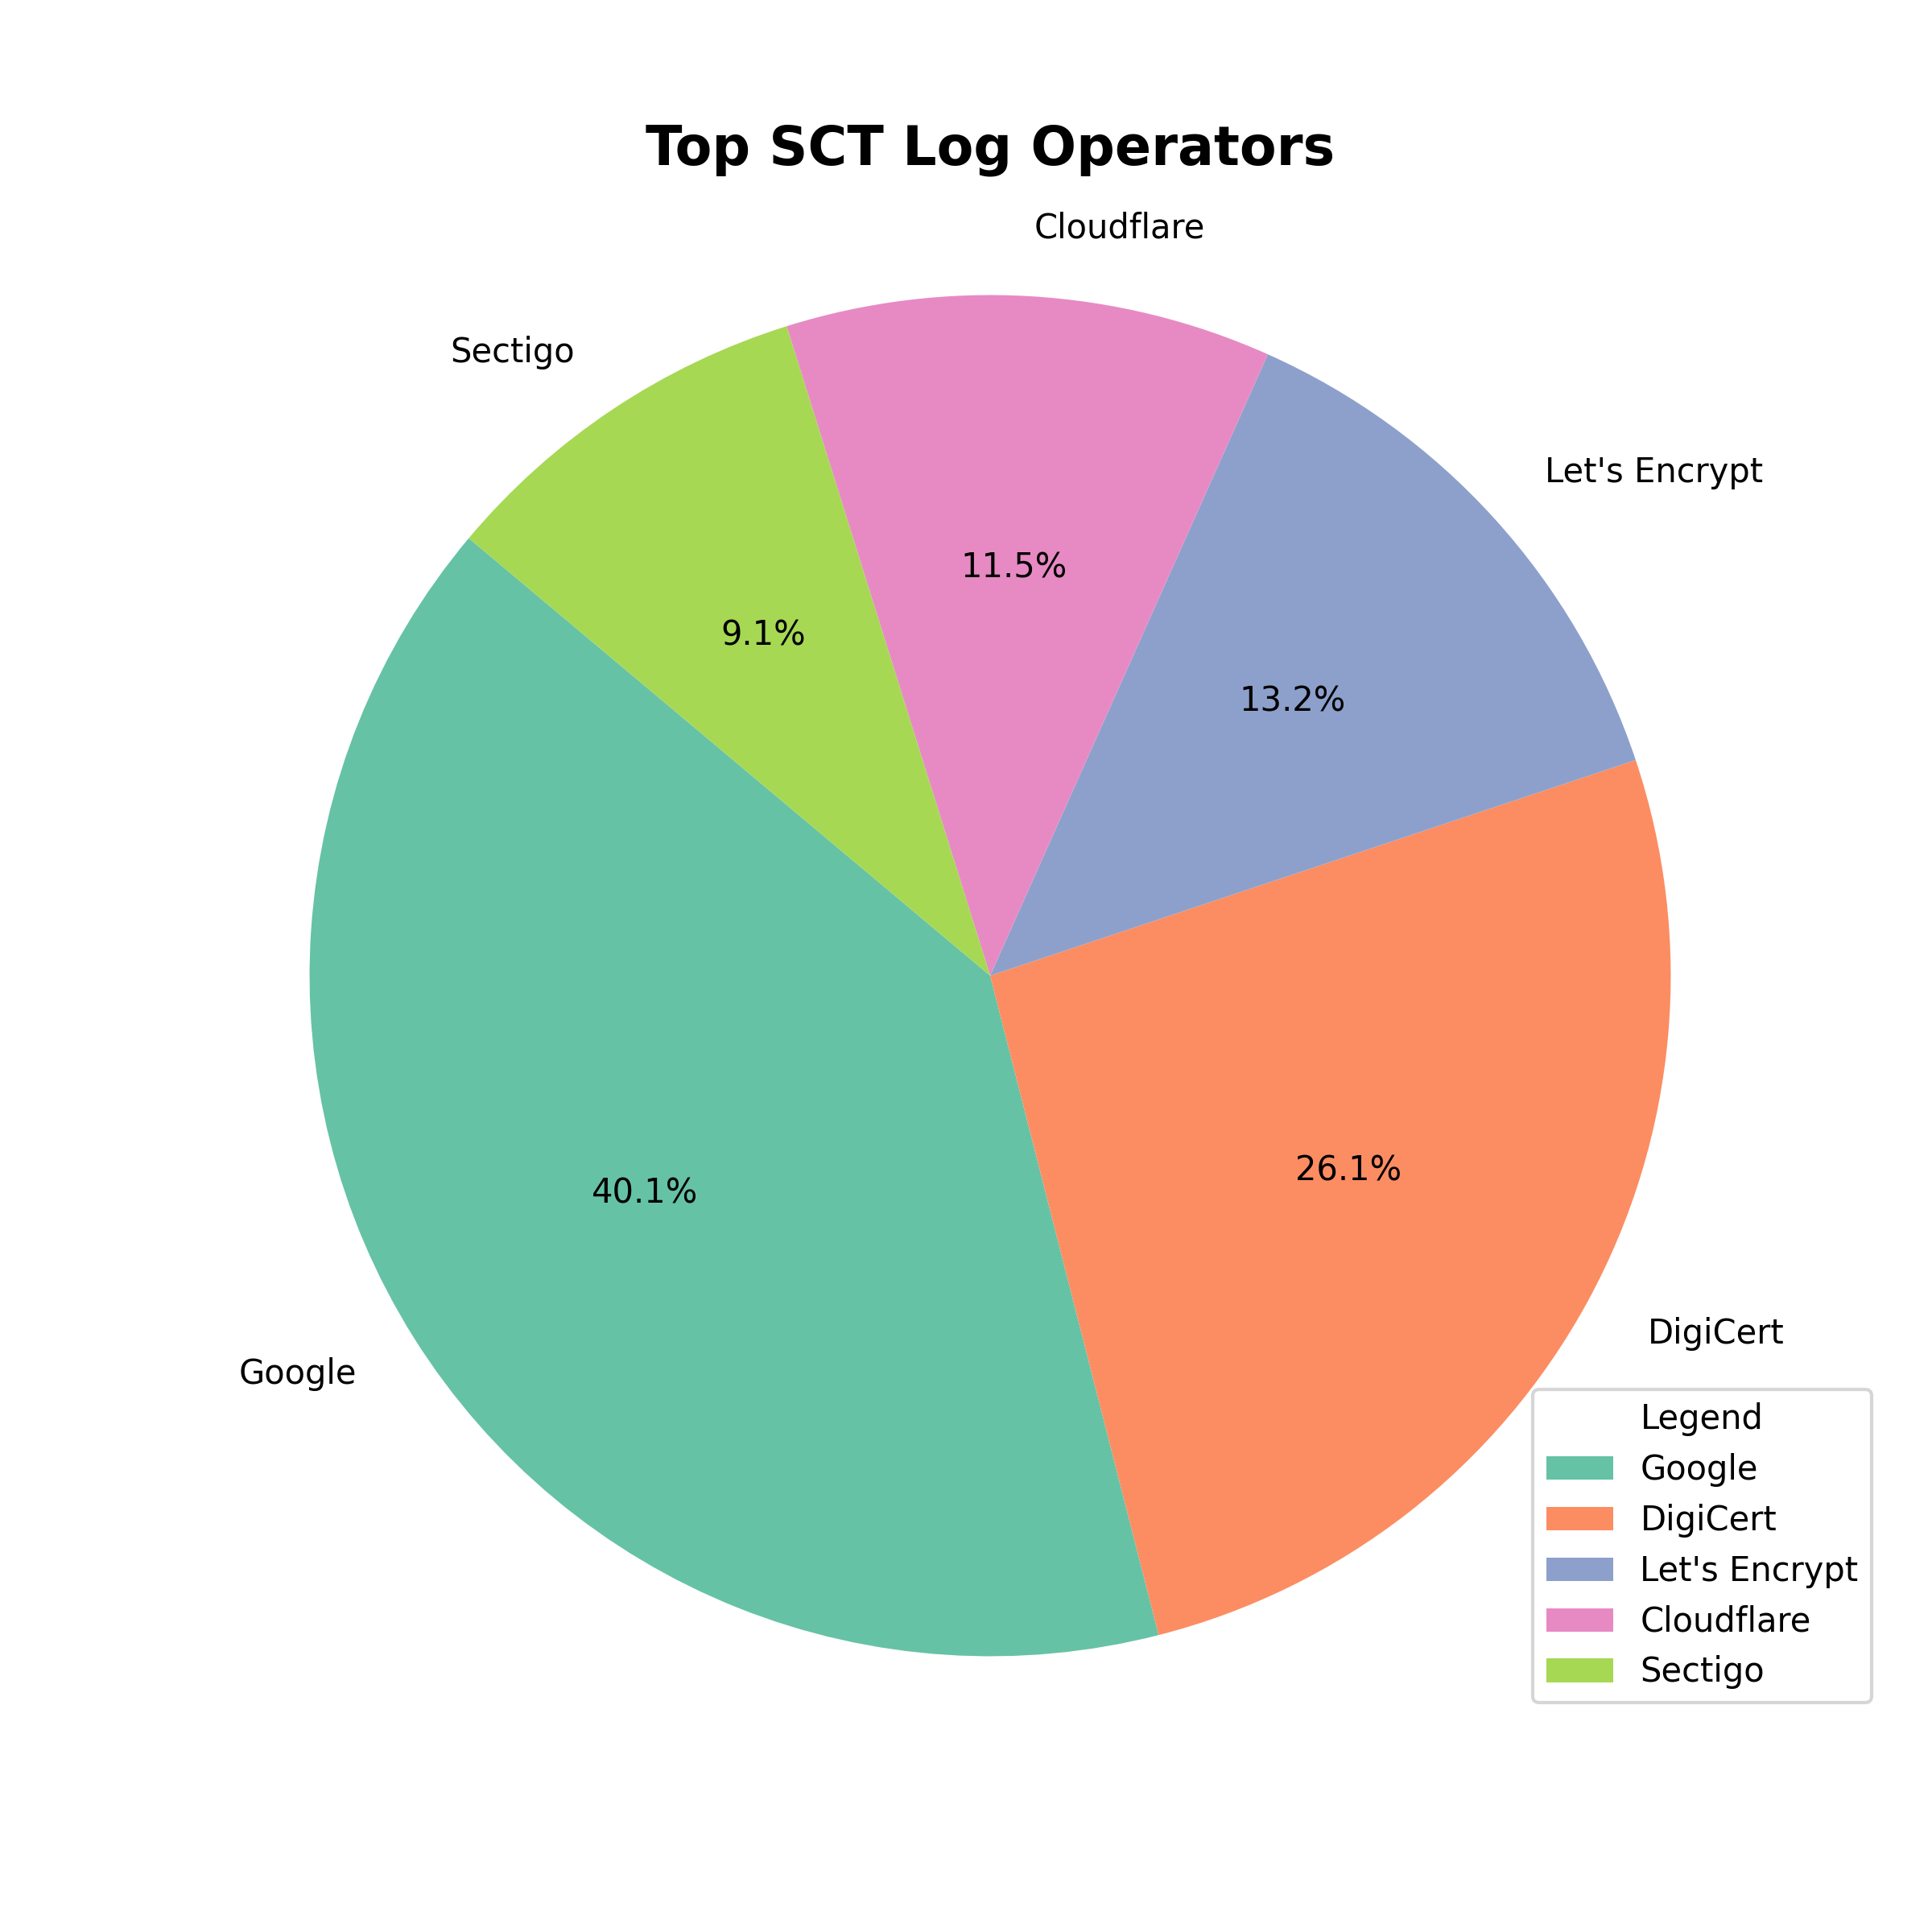 Top SCT Log Operators
Cloudflare
Sectigo
Let's Encrypt
11.5%
9.1%
13.2%
26.1%
40.1%
DigiCert
Google
Legend
Google
DigiCert
Let's Encrypt
Cloudflare
Sectigo